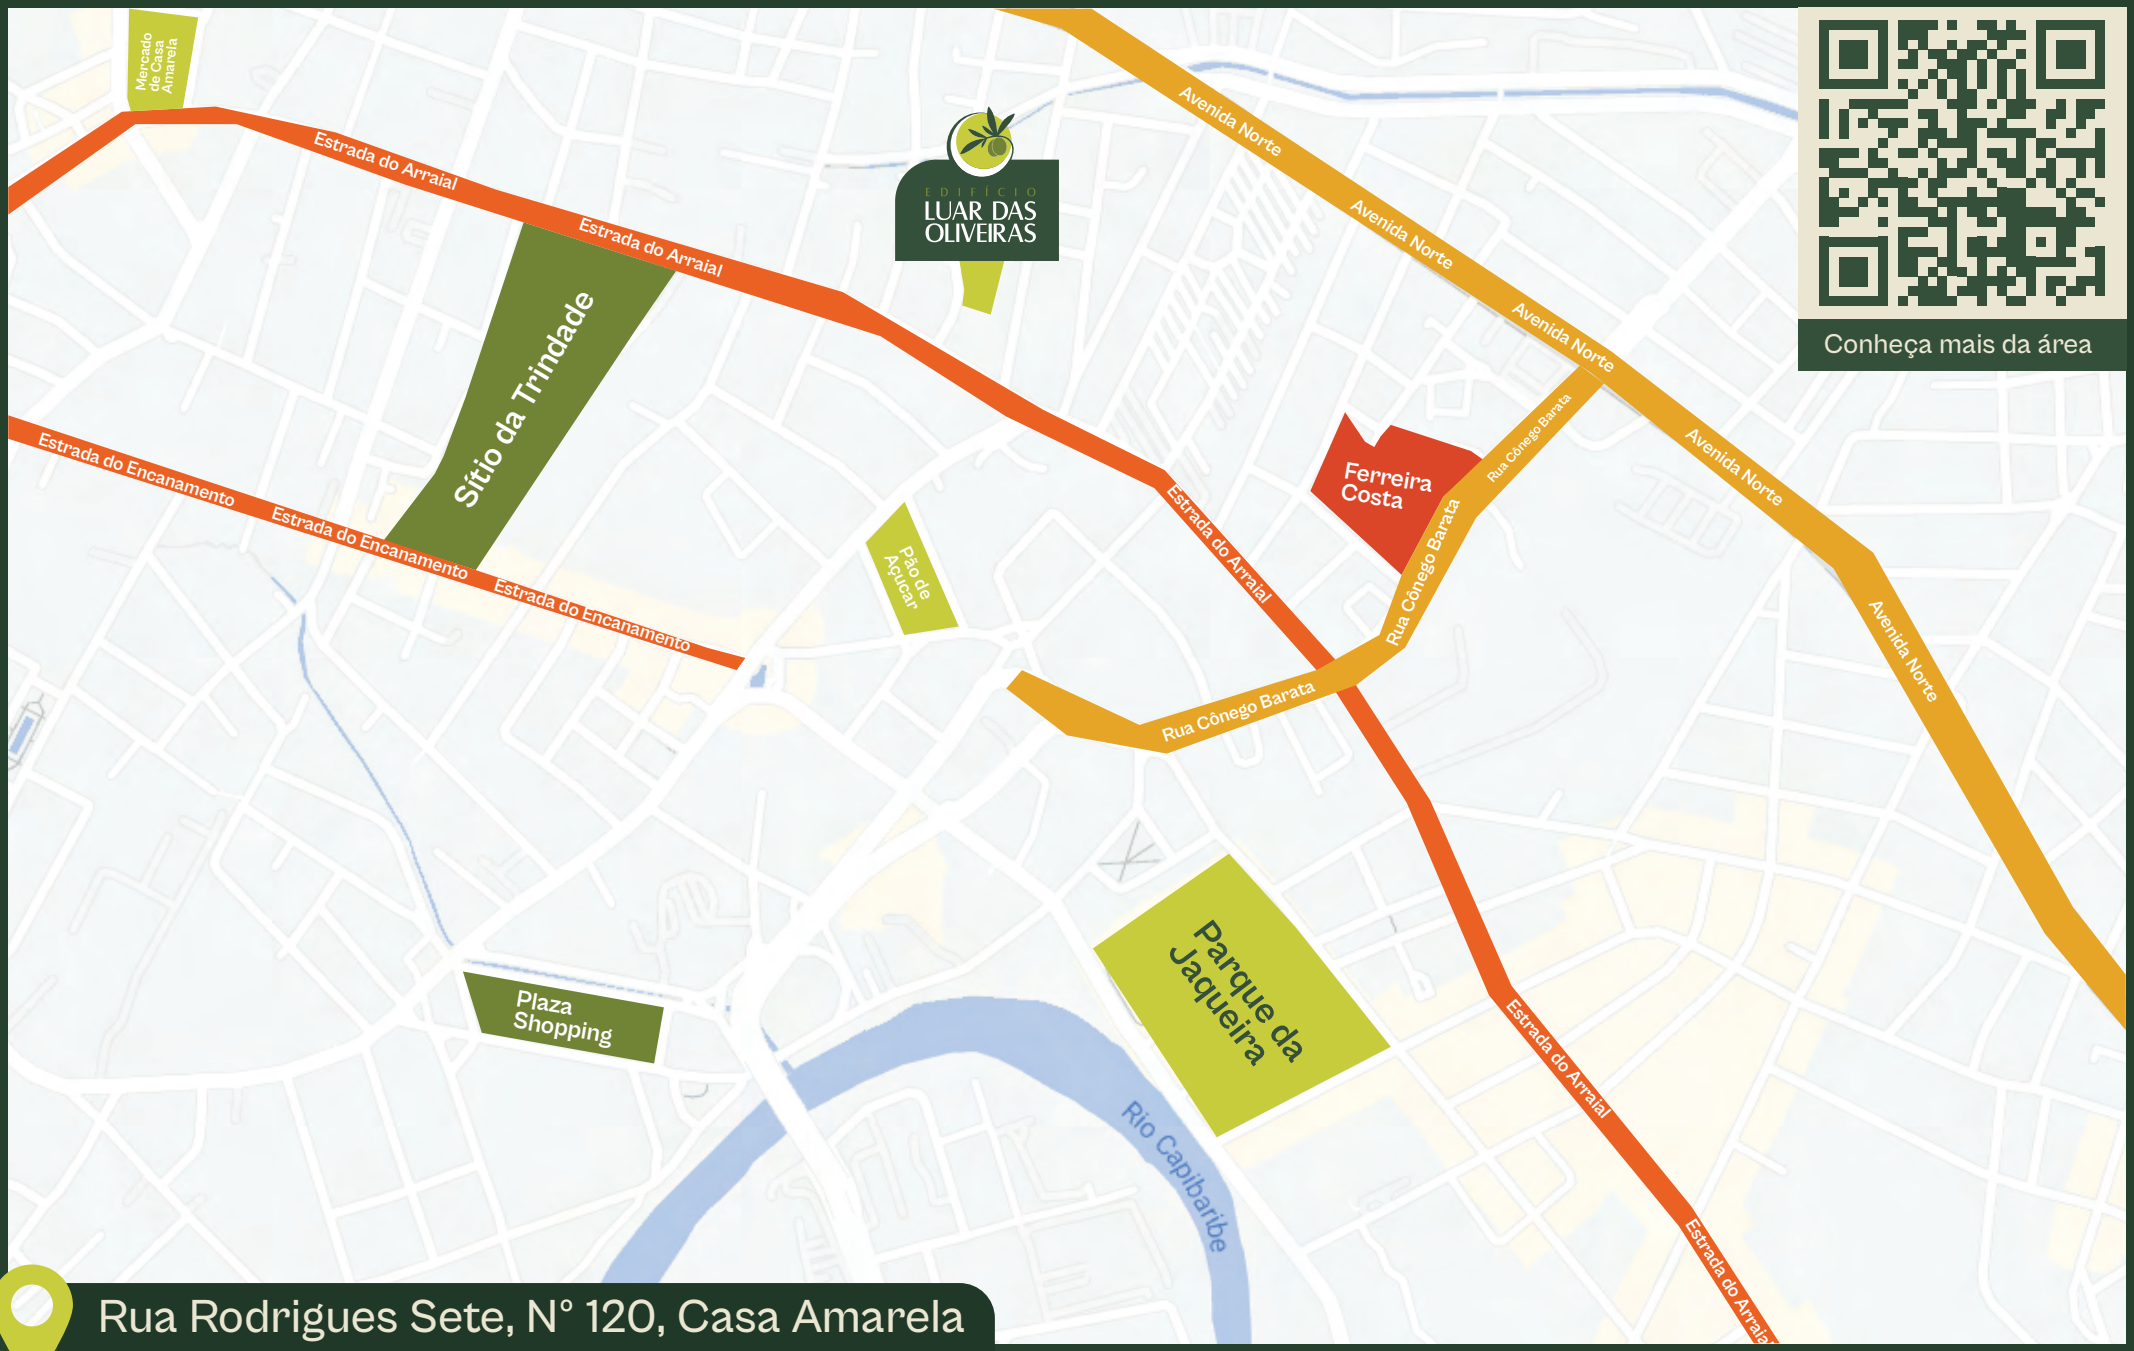 Mercado
de Casa
Amarela
Estrada do Arraial
Estrada do Arraial
EDIFÍCIO
LUAR DAS
OLIVEIRAS
Avenida Norte
Avenida Norte
Avenida Norte
Avenida Norte
Avenida Norte
Conheça mais da área
Sítio da Trindade
Estrada do Encanamento
Estrada do Encanamento
Estrada do Encanamento
Pão de
Açucar
Ferreira
Costa
Rua Cônego Barata
Rua Cônego Barata
Rua Cônego Barata
Estrada do Arraial
Parque da
Jaqueira
Plaza
Shopping
Rio Capibaribe
Estrada do Arraial
Estrada do Arraial
Rua Rodrigues Sete, N° 120, Casa Amarela